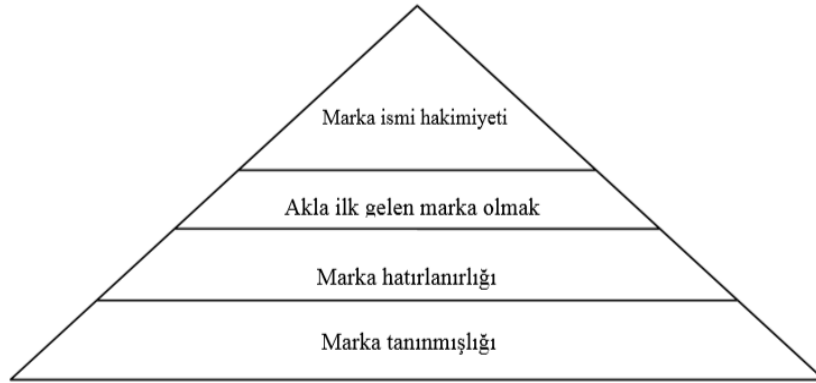 Marka ismi hakimiyeti
Akla ilk gelen marka olmak
Marka hatırlanırlığı
Marka tanınmışlığı